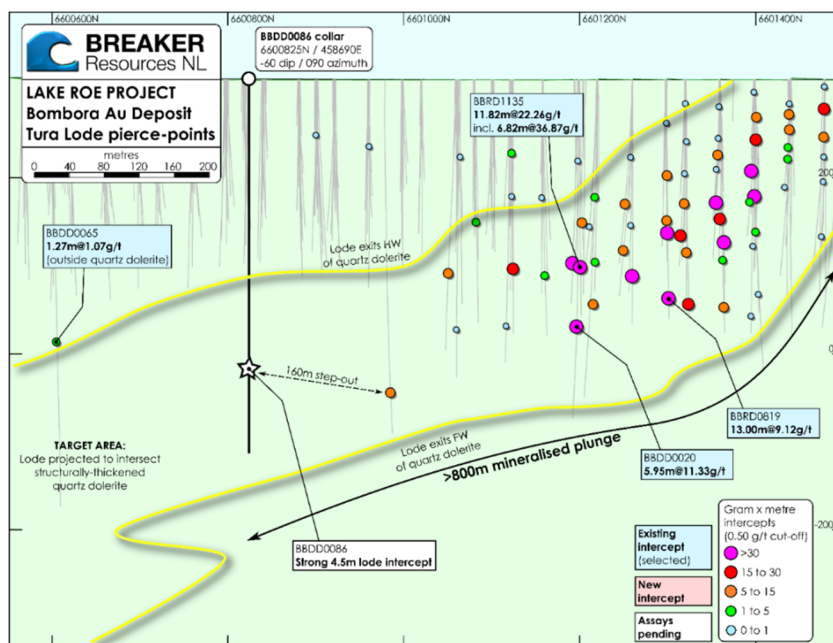 6600600N
6600800N
6601000N
6601200N
6601400N
BREAKER
Resources NL
LAKE ROE PROJECT
Bombora Au Deposit
Tura Lode pierce-points
metres
0 40 80 120 160 200
BBDD0086 collar
6600825N / 458690E
-60 dip / 090 azimuth
BBRD1135
11.82m@22.26g/t
incl. 6.82m@36.87g/t
200
BBDD0065
1.27m@1.07g/t
(outside quartz dolerite)
Lode exits HW
of quartz dolerite
0
160m step-out
TARGET AREA:
Lode projected to intersect
structurally-thickened
quartz dolerite
Lode exits FW
of quartz dolerite
>800m mineralised plunge
BBRD0819
13.00m@9.12g/t
BBDD0020
5.95m@11.33g/t
-200
BBDD0086
Strong 4.5m lode intercept
Existing
intercept
(selected)
New
intercept
Assays
pending
Gram x metre
intercepts
(0.50 g/t cut-off)
>30
15 to 30
5 to 15
1 to 5
0 to 1